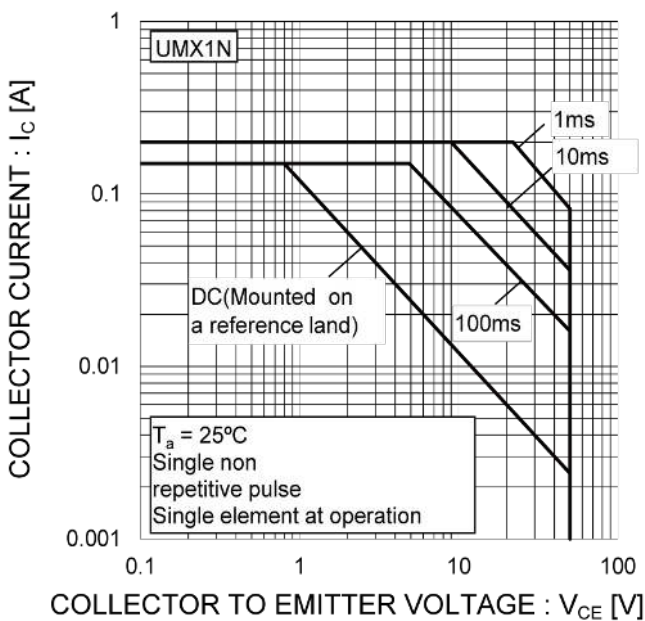 COLLECTOR CURRENT : IC [A]
1
0.1
0.01
0.001
UMX1N
1ms
10ms
DC(Mounted on
a reference land)
100ms
Ta = 25ºC
Single non
repetitive pulse
Single element at operation
0.1
1
10
100
COLLECTOR TO EMITTER VOLTAGE : VCE [V]